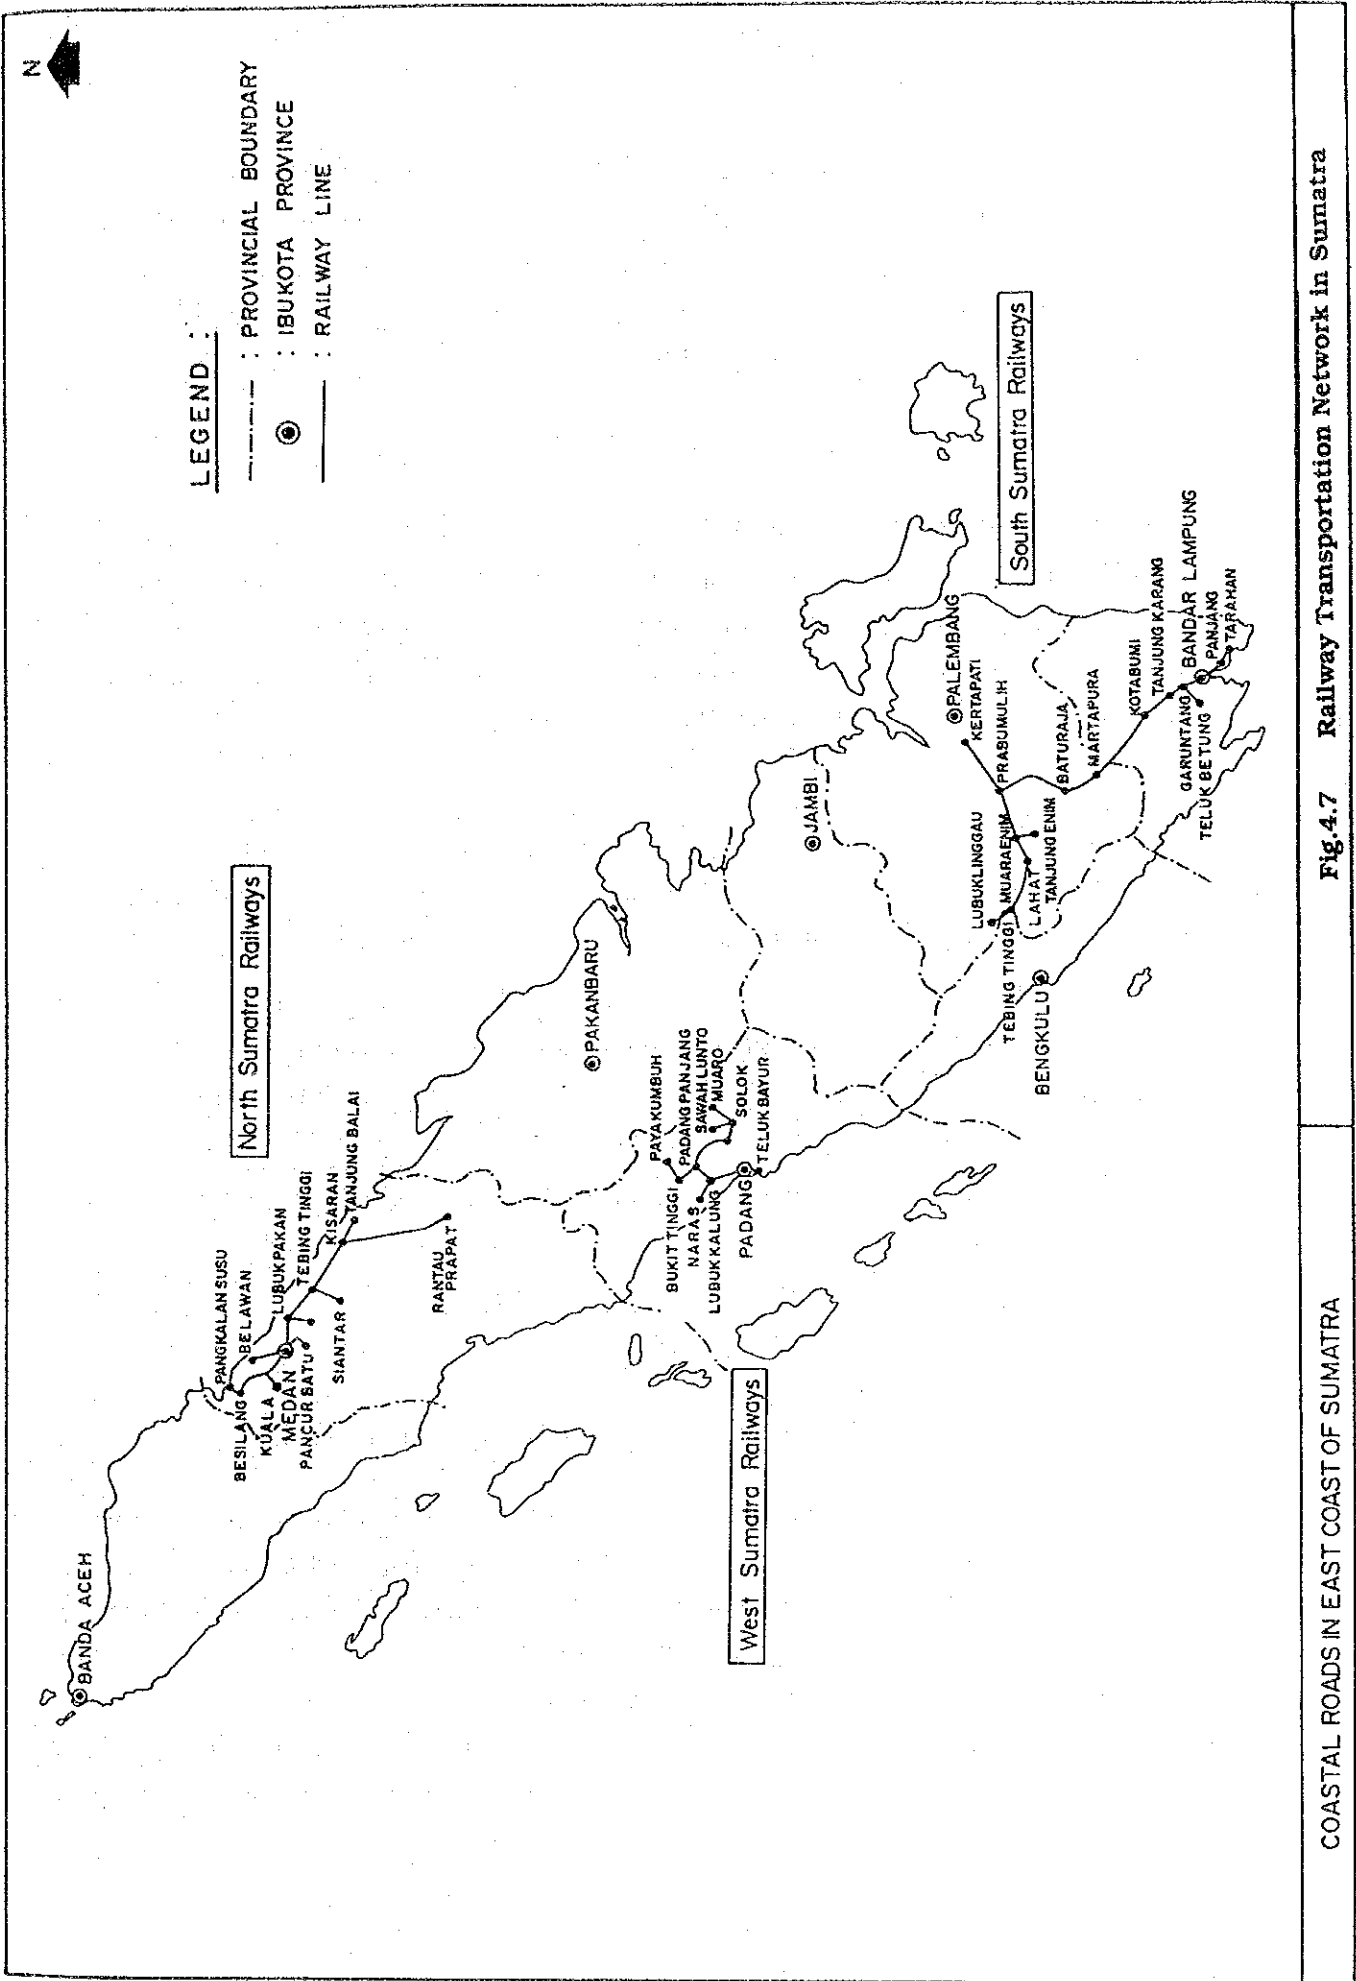 N
LEGEND :
: PROVINCIAL BOUNDARY
: IBUKOTA PROVINCE
: RAILWAY LINE
North Sumatra Railways
BANDA ACEH
PANGKALAN SUSU
BELAWAN
LUBUKPAKAN
TEBING TINGGI
KISARAN
TANJUNG BALAI
BESILANG
KUALA
MEDAN
PANCUR BATU
SIANTAR
RANTAU
PRAPAT
PAKANBARU
West Sumatra Railways
PAYAKUMBUH
PADANG PANJANG
SAWAH LUNTO
MUARO
SOLOK
TELUK BAYUR
BUKIT TINGGI
NARAS
LUBUK KALUNG
PADANG
JAMBI
South Sumatra Railways
PALEMBANG
KERTAPATI
PRABUMULIH
BATURAJA
MARTAPURA
LUBUKLINGGAU
MUARAENIM
LAHAT
TANJUNG ENIM
TEBING TINGGI
BENGKULU
KOTABUMI
TANJUNG KARANG
BANDAR LAMPUNG
PANJANG
TARAHAN
GARUNTANG
TELUK BETUNG
COASTAL ROADS IN EAST COAST OF SUMATRA
Fig.4.7 Railway Transportation Network in Sumatra